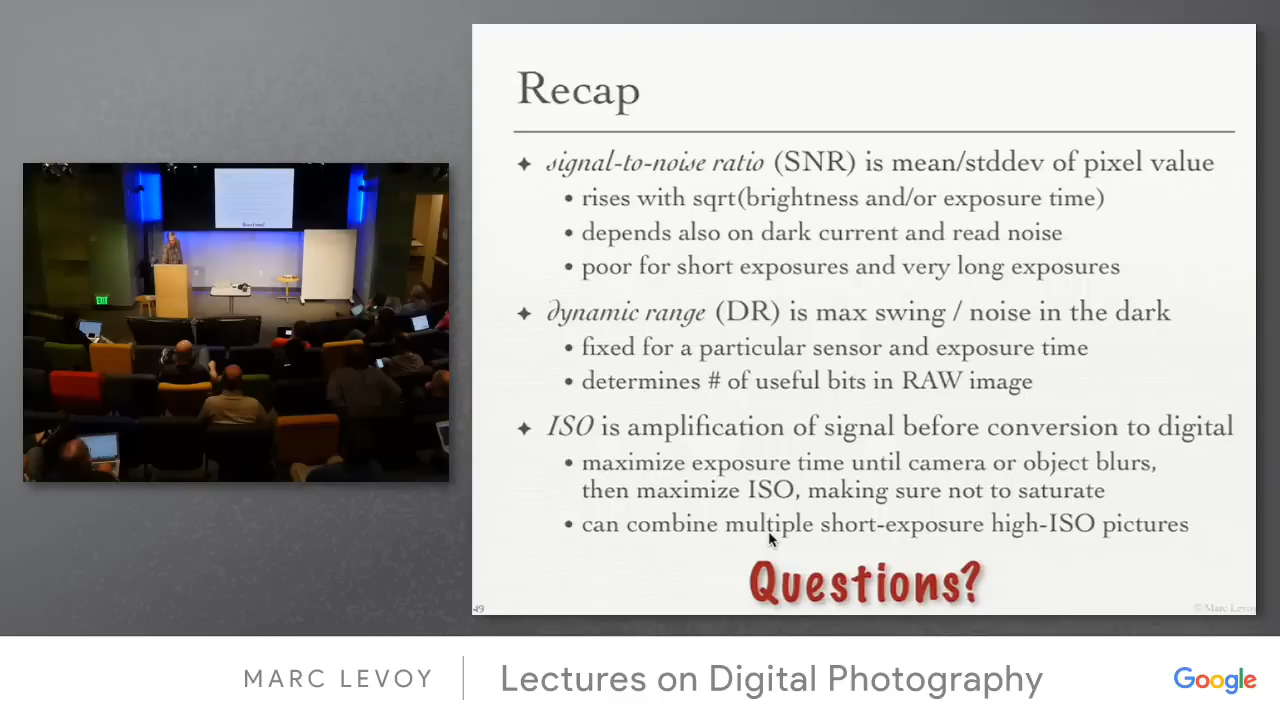 Recap
✦ signal-to-noise ratio (SNR) is mean/stddev of pixel value
• rises with sqrt(brightness and/or exposure time)
• depends also on dark current and read noise
• poor for short exposures and very long exposures
✦ dynamic range (DR) is max swing / noise in the dark
• fixed for a particular sensor and exposure time
• determines # of useful bits in RAW image
✦ ISO is amplification of signal before conversion to digital
• maximize exposure time until camera or object blurs,
then maximize ISO, making sure not to saturate
• can combine multiple short-exposure high-ISO pictures
Questions?
49
© Marc Levoy
EXIT
MARC LEVOY
Lectures on Digital Photography
Google